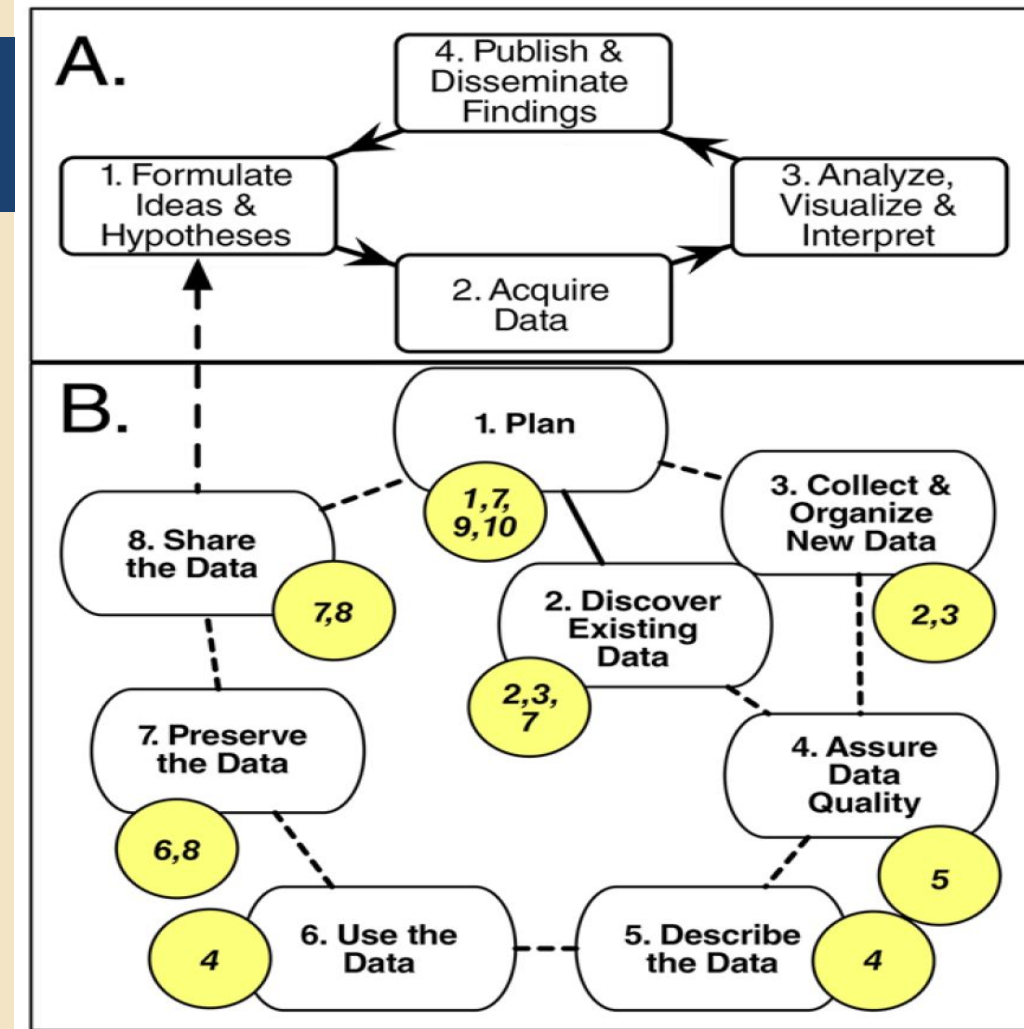 A.
4. Publish &
Disseminate
Findings
1. Formulate
Ideas &
Hypotheses
3. Analyze,
Visualize &
Interpret
2. Acquire
Data
B.
1. Plan
1,7,
9,10
3. Collect &
Organize
New Data
2,3
8. Share
the Data
7,8
2. Discover
Existing
Data
2,3,
7
7. Preserve
the Data
6,8
4. Assure
Data
Quality
5
6. Use the
Data
4
5. Describe
the Data
4